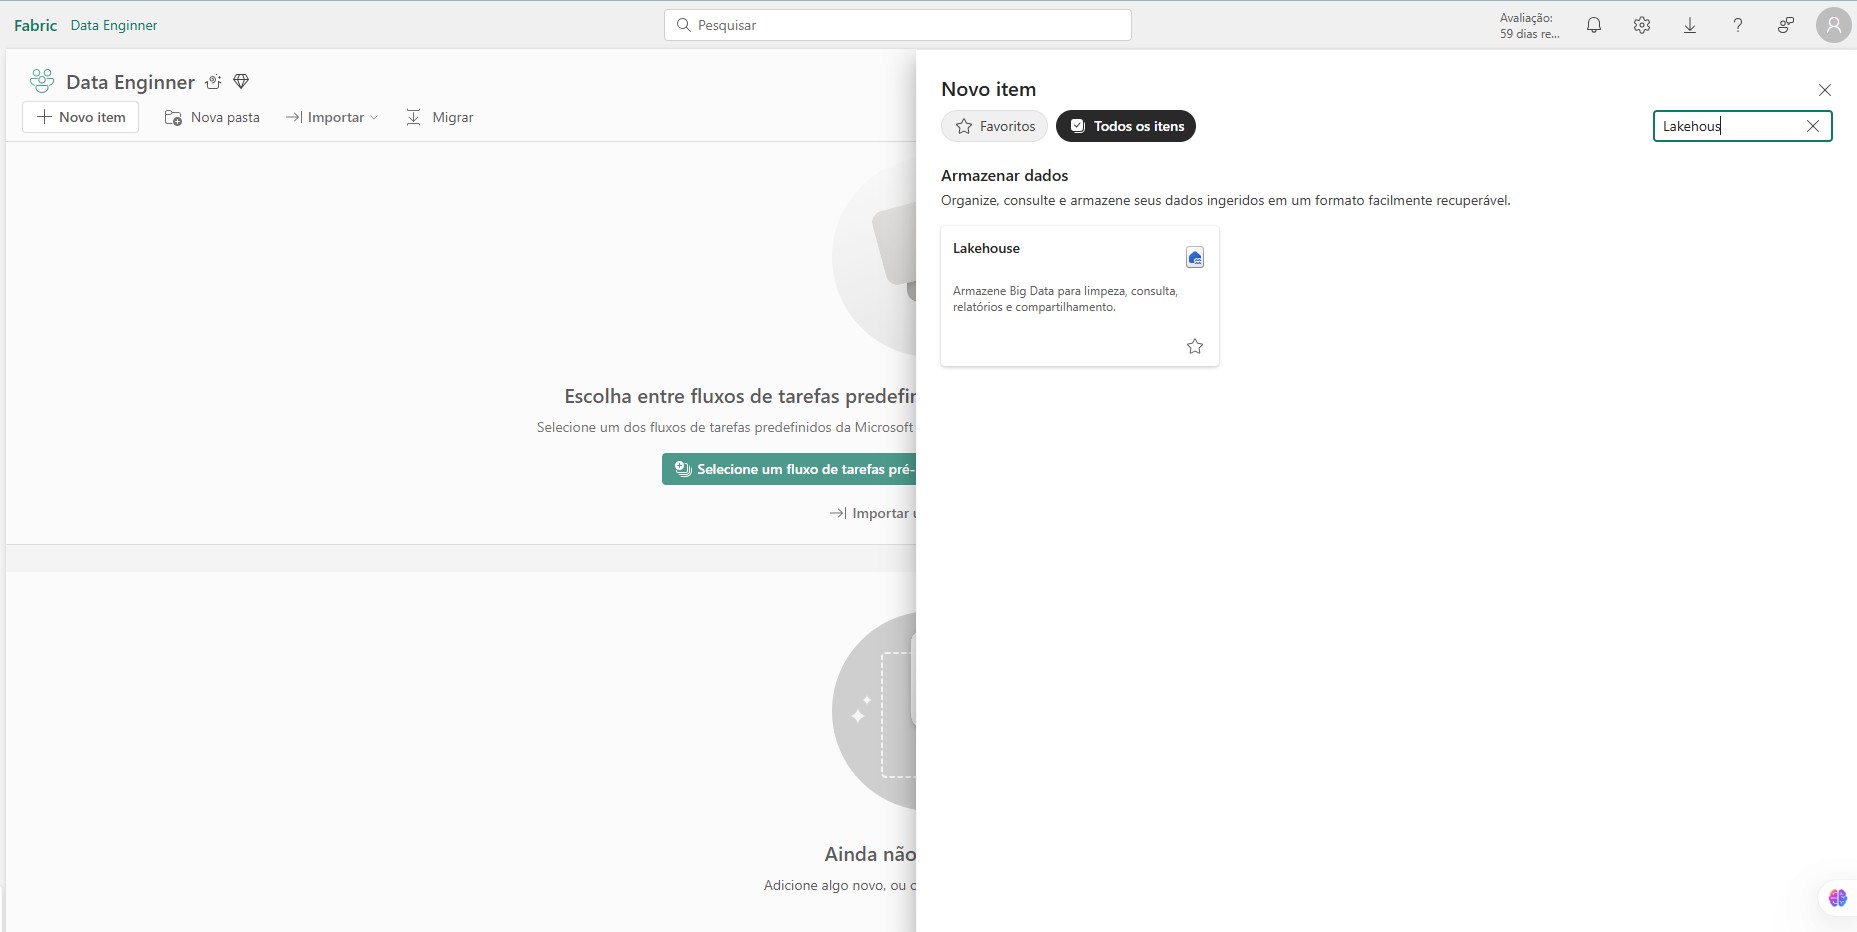 Fabric Data Enginner
Pesquisar
Avaliação:
59 dias re...
Data Enginner
Novo item
Nova pasta
Importar
Migrar
Escolha entre fluxos de tarefas predefin
Selecione um dos fluxos de tarefas predefinidos da Microsoft
Selecione um fluxo de tarefas pré-
Importar u
Ainda não
Adicione algo novo, ou c
Novo item
Favoritos
Todos os itens
Lakehous
Armazenar dados
Organize, consulte e armazene seus dados ingeridos em um formato facilmente recuperável.
Lakehouse
Armazene Big Data para limpeza, consulta,
relatórios e compartilhamento.